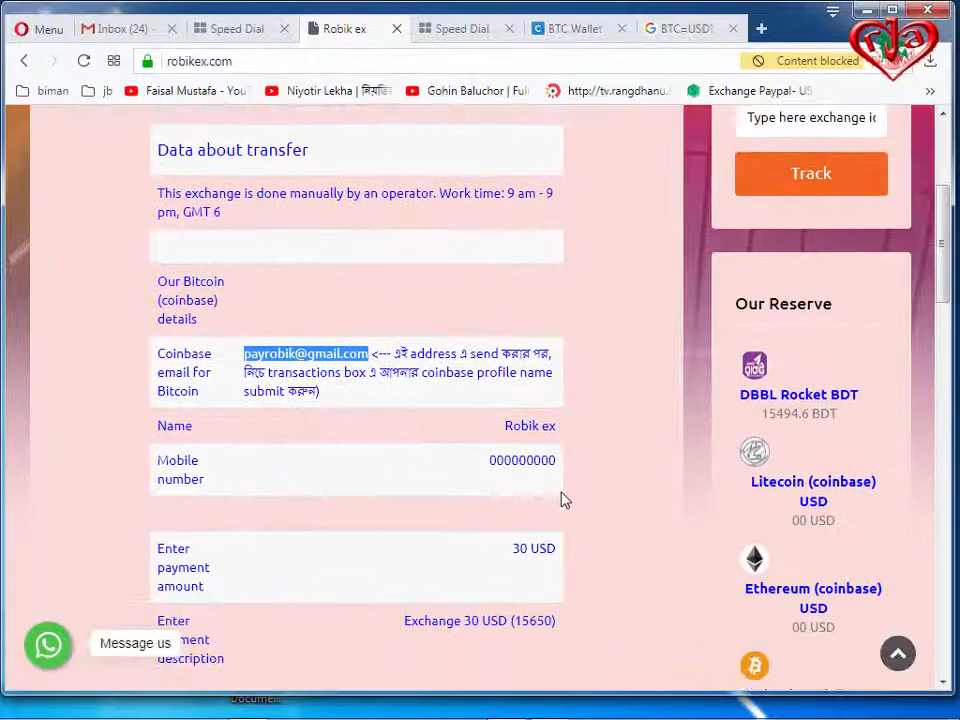 Menu
Inbox (24) -
Speed Dial
Robik ex
Speed Dial
BTC Wallet
BTC=USD
robikex.com
Content blocked
biman
jb
Faisal Mustafa - You
Niyotir Lekha | নিয়তির
Gohin Baluchor | Full
http://tv.rangdhanu.
Exchange Paypal- US
»
rja
Data about transfer
This exchange is done manually by an operator. Work time: 9 am - 9
pm, GMT 6
Our Bitcoin
(coinbase)
details
Coinbase
email for
Bitcoin
payrobik@gmail.com <--- এই address এ send করার পর,
নিচে transactions box এ আপনার coinbase profile name
submit করুন)
Name
Robik ex
Mobile
number
000000000
Enter
payment
amount
30 USD
Enter
ment
description
Exchange 30 USD (15650)
Message us
Type here exchange ic
Track
Our Reserve
DBBL Rocket BDT
15494.6 BDT
Litecoin (coinbase)
USD
00 USD
Ethereum (coinbase)
USD
00 USD
Docume...